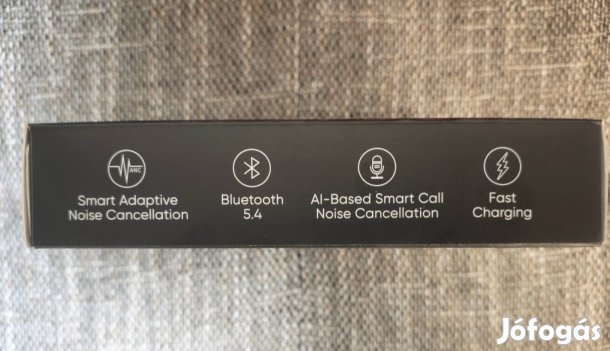 ANC
Smart Adaptive
Noise Cancellation
Bluetooth
5.4
AI-Based Smart Call
Noise Cancellation
Fast
Charging
Jófogás